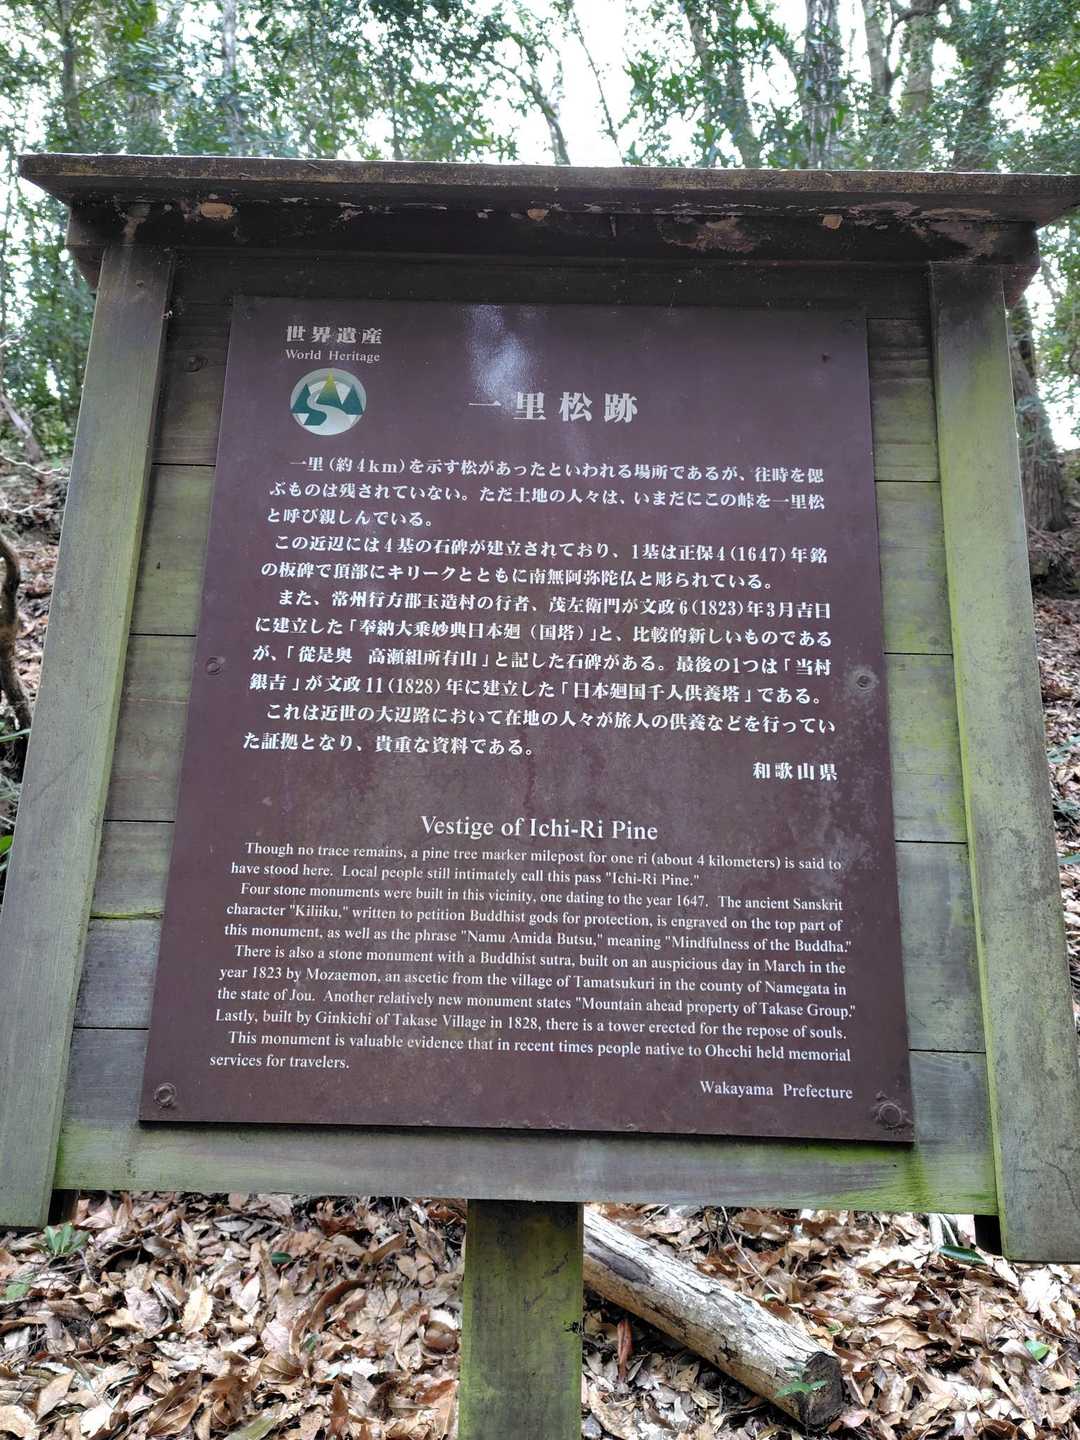 世界遺産
World Heritage
一里松跡
一里（約4km）を示す松があったといわれる場所であるが、往時を偲
ぶものは残されていない。ただ土地の人々は、いまだにこの峠を一里松
と呼び親しんでいる。
この近辺には4基の石碑が建立されており、1基は正保4（1647）年銘
の板碑で頂部にキリークとともに南無阿弥陀仏と彫られている。
また、常州行方郡玉造村の行者、茂左衛門が文政6（1823）年3月吉日
に建立した「奉納大乗妙典日本廻（国塔）」と、比較的新しいものである
が、「従是奥　高瀬組所有山」と記した石碑がある。最後の1つは「当村
銀吉」が文政11（1828）年に建立した「日本廻国千人供養塔」である。
これは近世の大辺路において在地の人々が旅人の供養などを行ってい
た証拠となり、貴重な資料である。
和歌山県
Vestige of Ichi-Ri Pine
Though no trace remains, a pine tree marker milepost for one ri (about 4 kilometers) is said to
have stood here. Local people still intimately call this pass "Ichi-Ri Pine."
Four stone monuments were built in this vicinity, one dating to the year 1647. The ancient Sanskrit
character "Kiliiku," written to petition Buddhist gods for protection, is engraved on the top part of
this monument, as well as the phrase "Namu Amida Butsu," meaning "Mindfulness of the Buddha."
There is also a stone monument with a Buddhist sutra, built on an auspicious day in March in the
year 1823 by Mozaemon, an ascetic from the village of Tamatsukuri in the county of Namegata in
the state of Jou. Another relatively new monument states "Mountain ahead property of Takase Group."
Lastly, built by Ginkichi of Takase Village in 1828, there is a tower erected for the repose of souls.
This monument is valuable evidence that in recent times people native to Ohechi held memorial
services for travelers.
Wakayama Prefecture